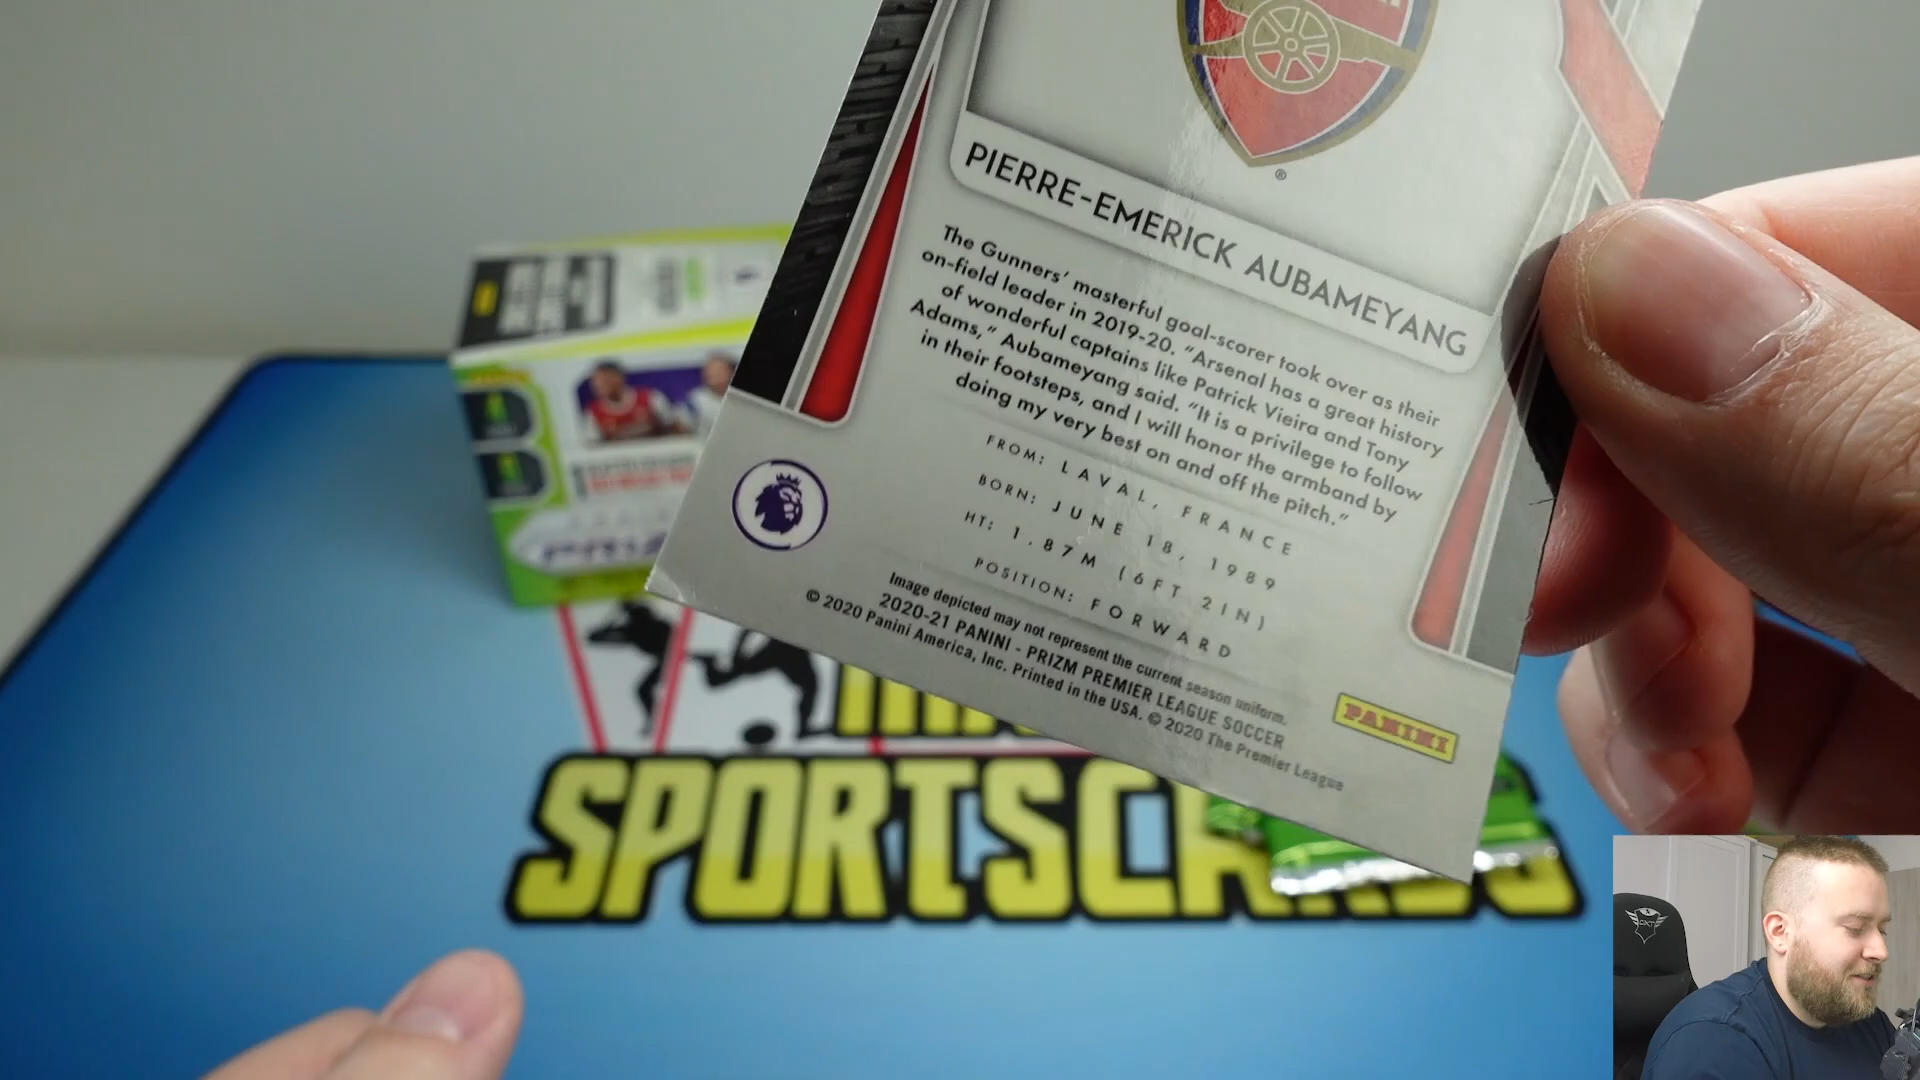 PIERRE-EMERICK AUBAMEYANG
The Gunners' masterful goal-scorer took over as their
on-field leader in 2019-20. "Arsenal has a great history
of wonderful captains like Patrick Vieira and Tony
Adams," Aubameyang said. "It is a privilege to follow
in their footsteps, and I will honor the armband by
doing my very best on and off the pitch."
FROM: LAVAL, FRANCE
BORN: JUNE 18, 1989
HT: 1.87M (6FT 2IN)
POSITION: FORWARD
Image depicted may not represent the current season uniform.
2020-21 PANINI - PRIZM PREMIER LEAGUE SOCCER
© 2020 Panini America, Inc. Printed in the USA. © 2020 The Premier League
PANINI
SPORTSCARDS